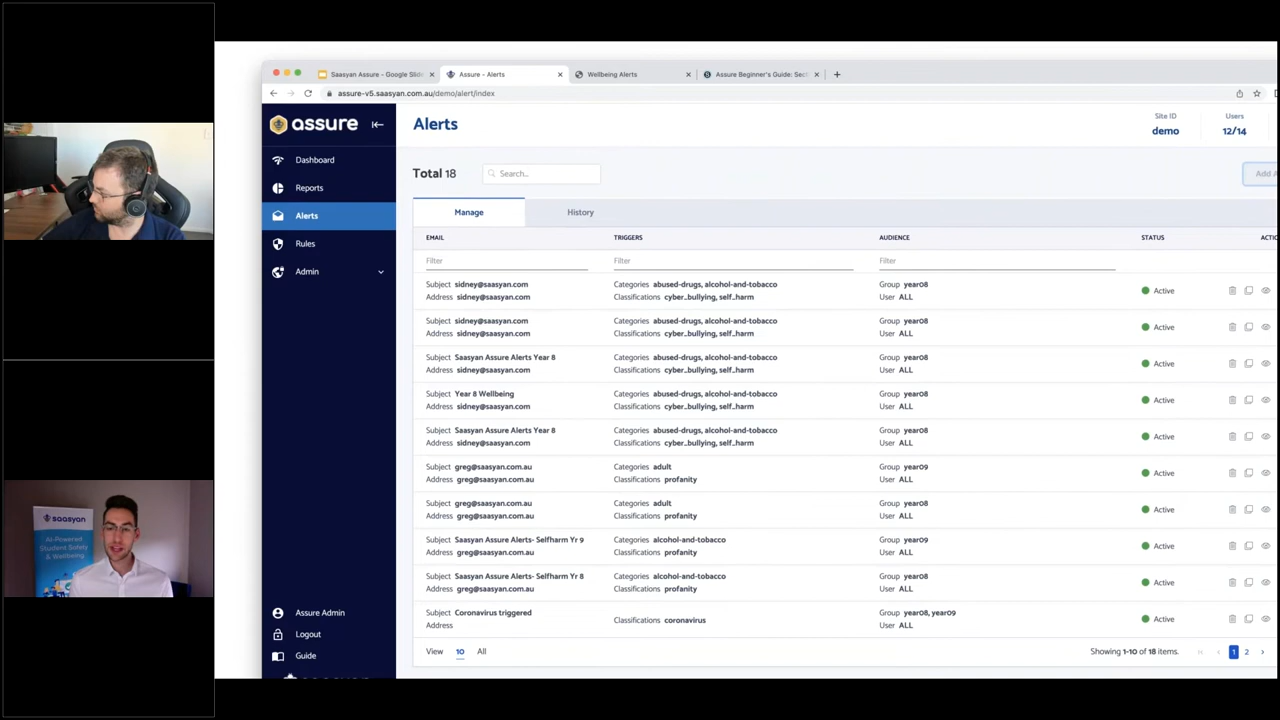 Saasyan Assure - Google Slid
Assure - Alerts
Wellbeing Alerts
Assure Beginner's Guide: Sect
assure-v5.saasyan.com.au/demo/alert/index
assure
Dashboard
Reports
Alerts
Rules
Admin
Assure Admin
Logout
Guide
Alerts
Site ID
demo
Users
12/14
Total 18
Search...
Add A
Manage
History
EMAIL TRIGGERS AUDIENCE STATUS ACTIO
Filter Filter Filter
Subject sidney@saasyan.com Categories abused-drugs, alcohol-and-tobacco Group year08
Address sidney@saasyan.com Classifications cyber_bullying, self_harm User ALL
Active
Subject sidney@saasyan.com Categories abused-drugs, alcohol-and-tobacco Group year08
Address sidney@saasyan.com Classifications cyber_bullying, self_harm User ALL
Active
Subject Saasyan Assure Alerts Year 8 Categories abused-drugs, alcohol-and-tobacco Group year08
Address sidney@saasyan.com Classifications cyber_bullying, self_harm User ALL
Active
Subject Year 8 Wellbeing Categories abused-drugs, alcohol-and-tobacco Group year08
Address sidney@saasyan.com Classifications cyber_bullying, self_harm User ALL
Active
Subject Saasyan Assure Alerts Year 8 Categories abused-drugs, alcohol-and-tobacco Group year08
Address sidney@saasyan.com Classifications cyber_bullying, self_harm User ALL
Active
Subject greg@saasyan.com.au Categories adult Group year09
Address greg@saasyan.com.au Classifications profanity User ALL
Active
Subject greg@saasyan.com.au Categories adult Group year08
Address greg@saasyan.com.au Classifications profanity User ALL
Active
Subject Saasyan Assure Alerts- Selfharm Yr 9 Categories alcohol-and-tobacco Group year09
Address greg@saasyan.com.au Classifications profanity User ALL
Active
Subject Saasyan Assure Alerts- Selfharm Yr 8 Categories alcohol-and-tobacco Group year08
Address greg@saasyan.com.au Classifications profanity User ALL
Active
Subject Coronavirus triggered Classifications coronavirus Group year08, year09
Address User ALL
Active
View 10 All
Showing 1-10 of 18 items.
1 2
saasyan
AI-Powered
Student Safety
& Wellbeing